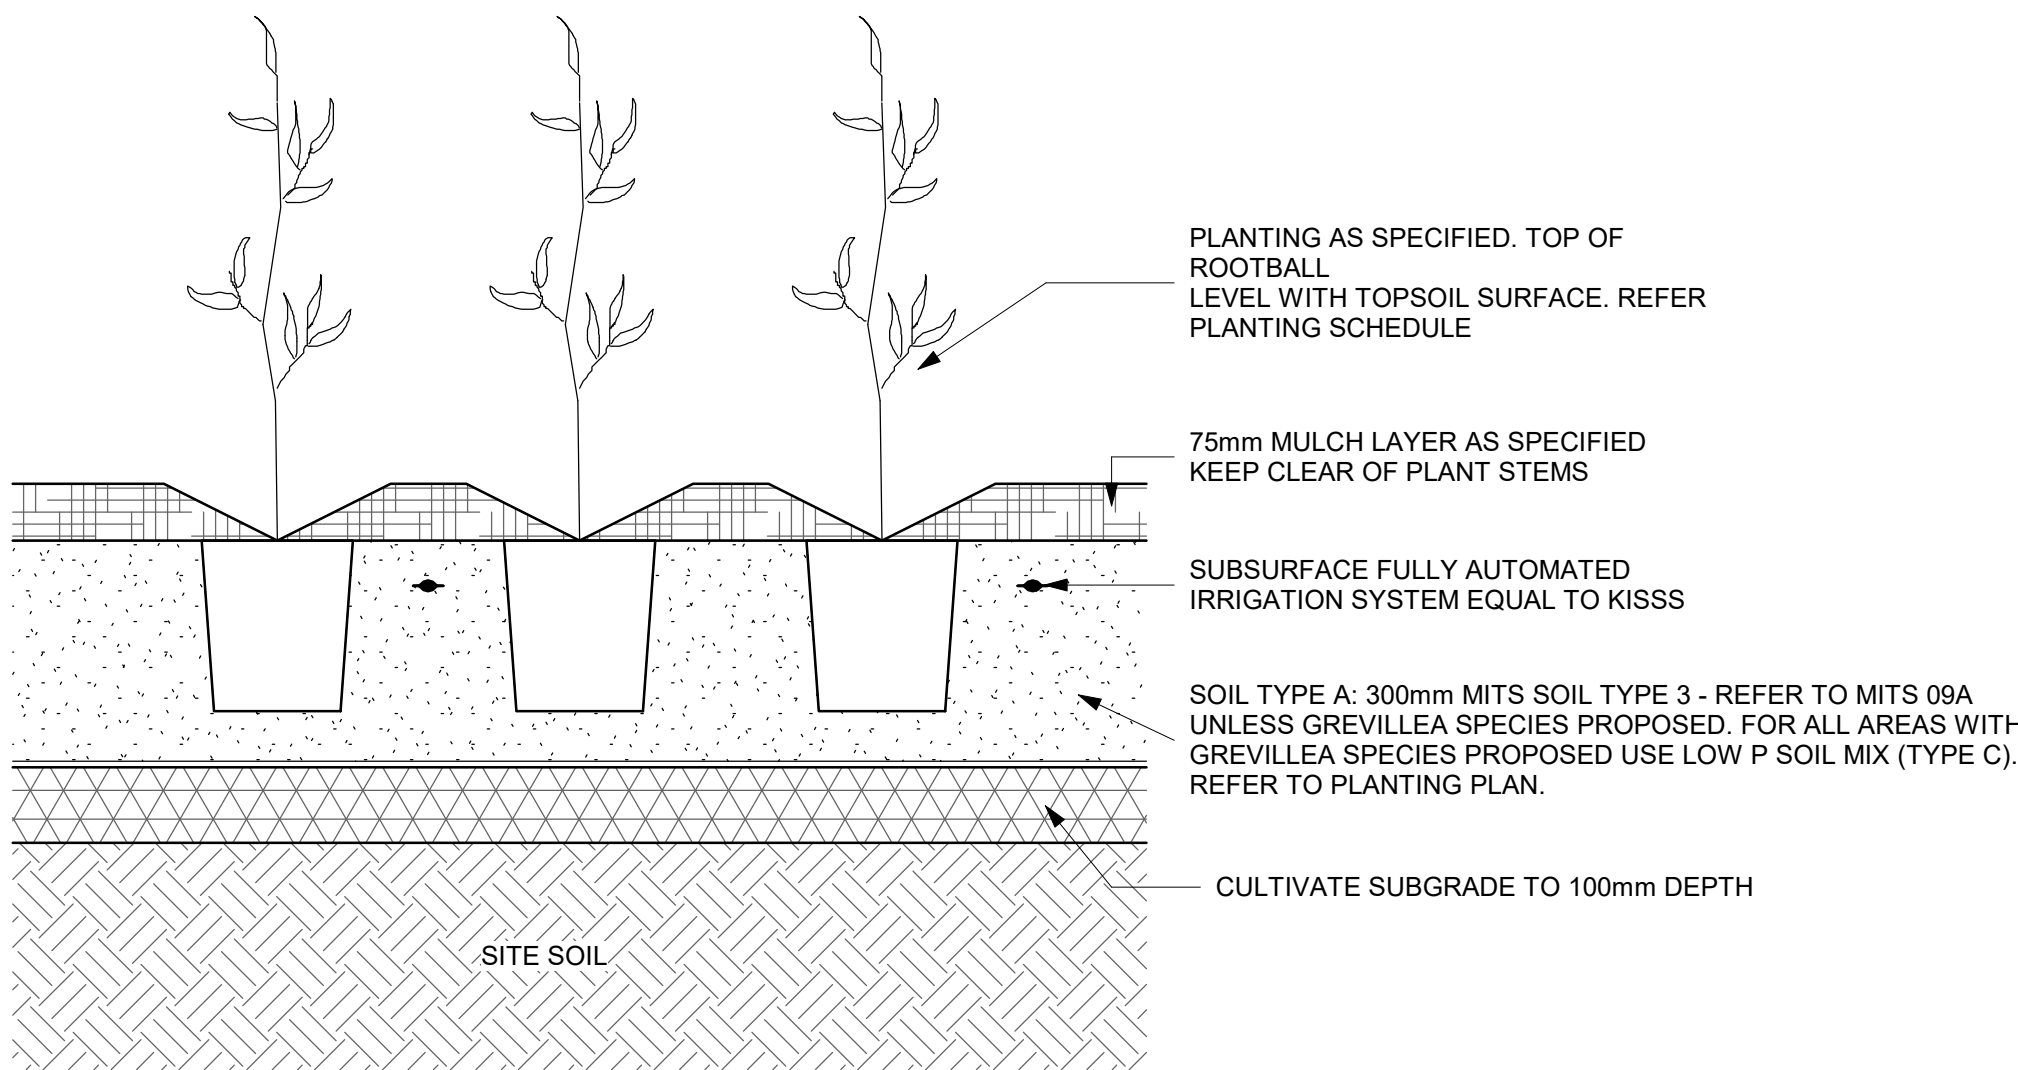 PLANTING AS SPECIFIED. TOP OF
ROOTBALL
LEVEL WITH TOPSOIL SURFACE. REFER
PLANTING SCHEDULE
75mm MULCH LAYER AS SPECIFIED
KEEP CLEAR OF PLANT STEMS
SUBSURFACE FULLY AUTOMATED
IRRIGATION SYSTEM EQUAL TO KISSS
SOIL TYPE A: 300mm MITS SOIL TYPE 3 - REFER TO MITS 09A
UNLESS GREVILLEA SPECIES PROPOSED. FOR ALL AREAS WITH
GREVILLEA SPECIES PROPOSED USE LOW P SOIL MIX (TYPE C).
REFER TO PLANTING PLAN.
CULTIVATE SUBGRADE TO 100mm DEPTH
SITE SOIL